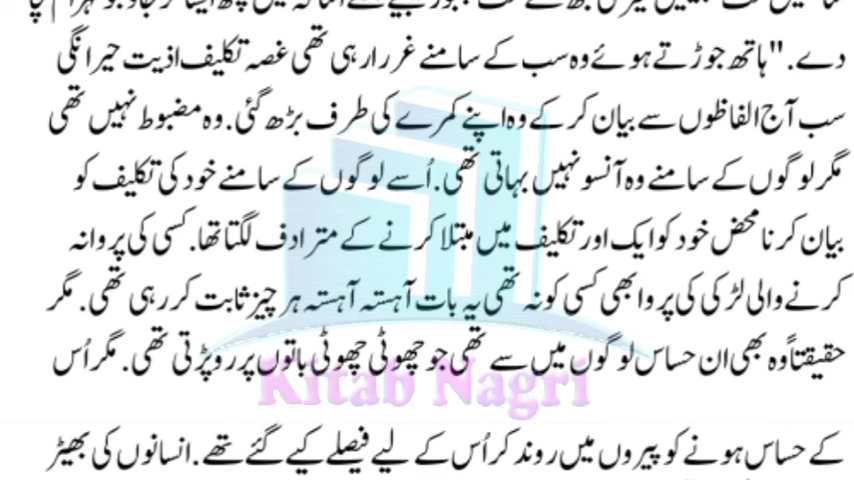 دے. "ہاتھ جوڑتے ہوئے وہ سب کے سامنے غرا رہی تھی غصہ تکلیف اذیت حیرانگی
سب آج الفاظوں سے بیان کر کے وہ اپنے کمرے کی طرف بڑھ گئی. وہ مضبوط نہیں تھی
مگر لوگوں کے سامنے وہ آنسو نہیں بہاتی تھی. اُسے لوگوں کے سامنے خود کی تکلیف کو
بیان کرنا محض خود کو ایک اور تکلیف میں مبتلا کرنے کے مترادف لگتا تھا. کسی کی پروا نہ
کرنے والی لڑکی کی پروا بھی کسی کو نہ تھی یہ بات آہستہ آہستہ ہر چیز ثابت کر رہی تھی. مگر
حقیقتاً وہ بھی ان حساس لوگوں میں سے تھی جو چھوٹی چھوٹی باتوں پر رو پڑتی تھی. مگر اُس
Kitab Nagri
کے حساس ہونے کو پیروں میں روند کر اُس کے لیے فیصلے کیے گئے تھے. انسانوں کی بھیڑ